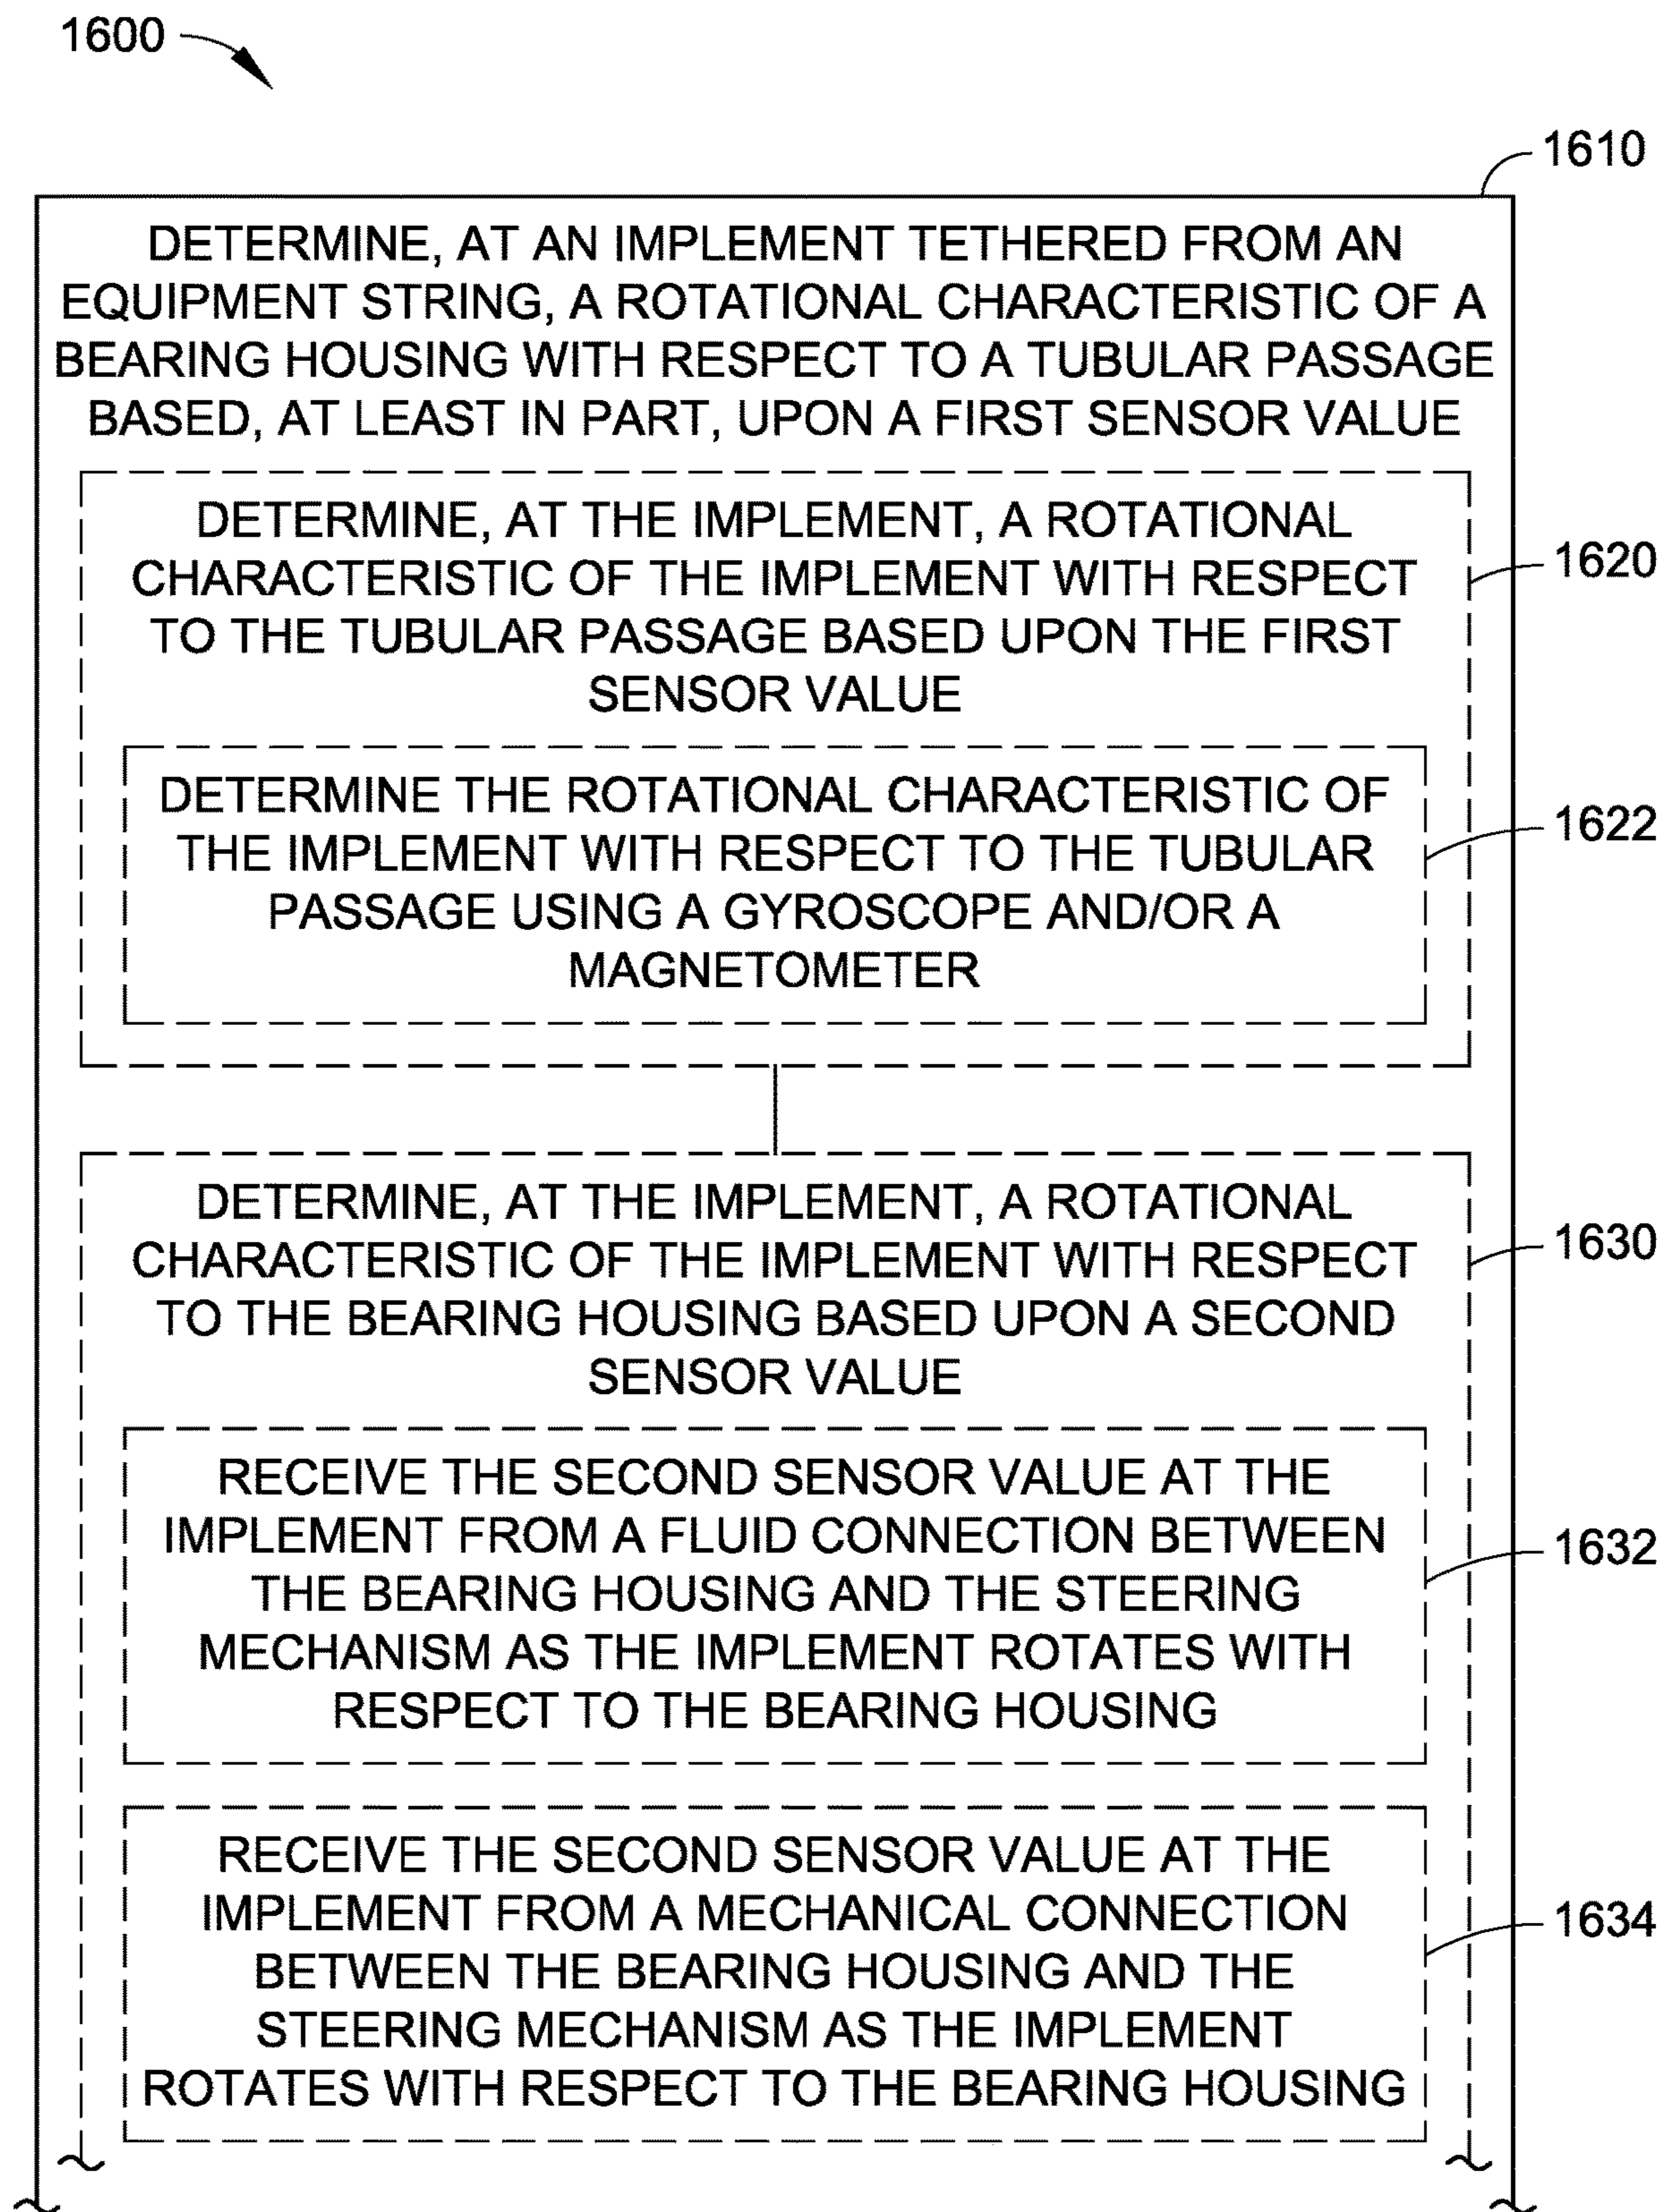 1600
1610
DETERMINE, AT AN IMPLEMENT TETHERED FROM AN
EQUIPMENT STRING, A ROTATIONAL CHARACTERISTIC OF A
BEARING HOUSING WITH RESPECT TO A TUBULAR PASSAGE
BASED, AT LEAST IN PART, UPON A FIRST SENSOR VALUE
DETERMINE, AT THE IMPLEMENT, A ROTATIONAL
CHARACTERISTIC OF THE IMPLEMENT WITH RESPECT
TO THE TUBULAR PASSAGE BASED UPON THE FIRST
SENSOR VALUE
1620
DETERMINE THE ROTATIONAL CHARACTERISTIC OF
THE IMPLEMENT WITH RESPECT TO THE TUBULAR
PASSAGE USING A GYROSCOPE AND/OR A
MAGNETOMETER
1622
DETERMINE, AT THE IMPLEMENT, A ROTATIONAL
CHARACTERISTIC OF THE IMPLEMENT WITH RESPECT
TO THE BEARING HOUSING BASED UPON A SECOND
SENSOR VALUE
1630
RECEIVE THE SECOND SENSOR VALUE AT THE
IMPLEMENT FROM A FLUID CONNECTION BETWEEN
THE BEARING HOUSING AND THE STEERING
MECHANISM AS THE IMPLEMENT ROTATES WITH
RESPECT TO THE BEARING HOUSING
1632
RECEIVE THE SECOND SENSOR VALUE AT THE
IMPLEMENT FROM A MECHANICAL CONNECTION
BETWEEN THE BEARING HOUSING AND THE
STEERING MECHANISM AS THE IMPLEMENT
ROTATES WITH RESPECT TO THE BEARING HOUSING
1634